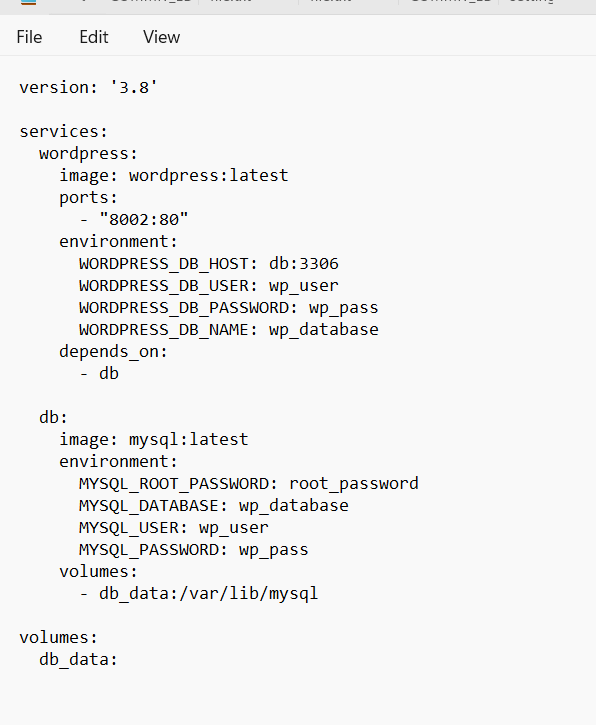 File Edit View
version: '3.8'
services:
  wordpress:
    image: wordpress:latest
    ports:
      - "8002:80"
    environment:
      WORDPRESS_DB_HOST: db:3306
      WORDPRESS_DB_USER: wp_user
      WORDPRESS_DB_PASSWORD: wp_pass
      WORDPRESS_DB_NAME: wp_database
    depends_on:
      - db
  db:
    image: mysql:latest
    environment:
      MYSQL_ROOT_PASSWORD: root_password
      MYSQL_DATABASE: wp_database
      MYSQL_USER: wp_user
      MYSQL_PASSWORD: wp_pass
    volumes:
      - db_data:/var/lib/mysql
volumes:
  db_data: